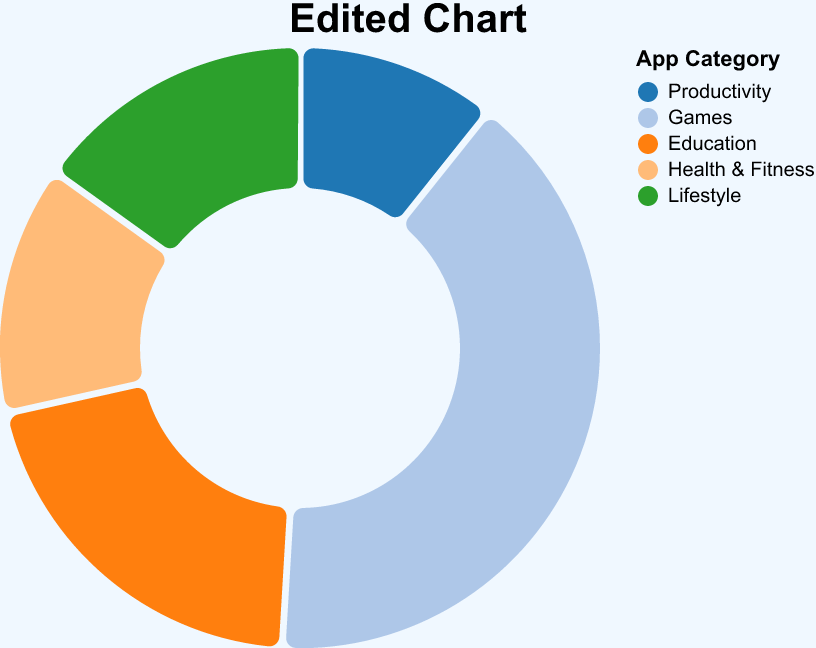 Edited Chart
App Category
Productivity
Games
Education
Health & Fitness
Lifestyle